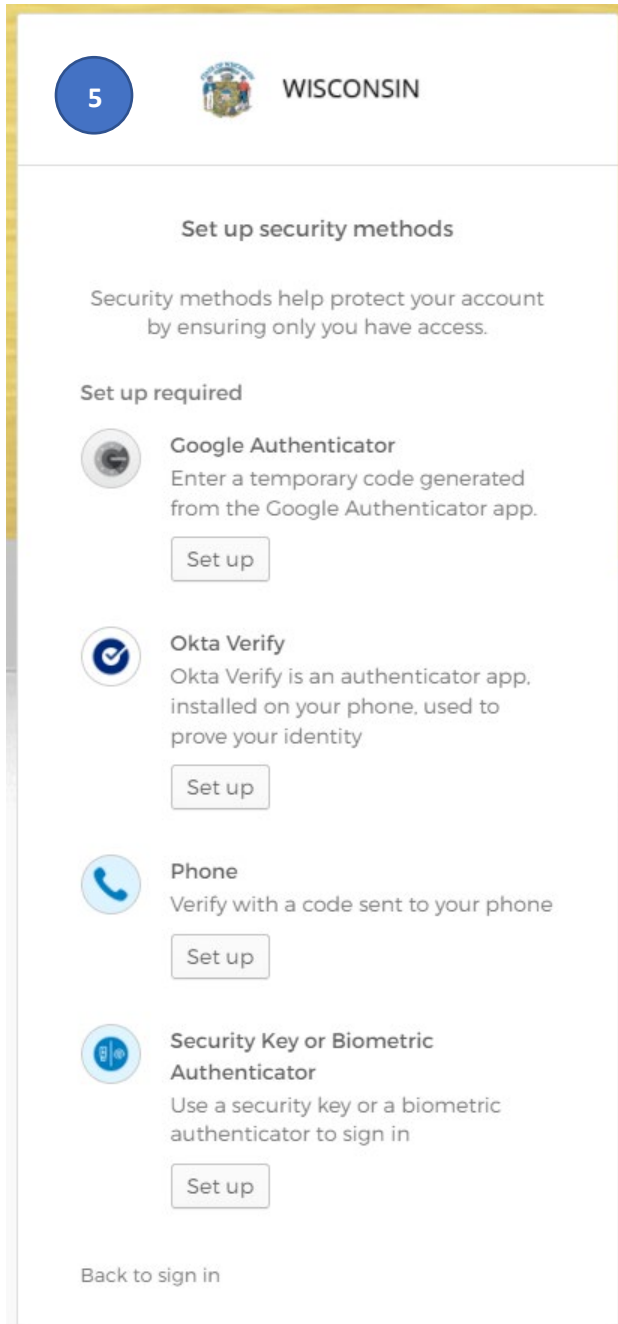 5
WISCONSIN
Set up security methods
Security methods help protect your account
by ensuring only you have access.
Set up required
Google Authenticator
Enter a temporary code generated
from the Google Authenticator app.
Set up
Okta Verify
Okta Verify is an authenticator app,
installed on your phone, used to
prove your identity
Set up
Phone
Verify with a code sent to your phone
Set up
Security Key or Biometric
Authenticator
Use a security key or a biometric
authenticator to sign in
Set up
Back to sign in